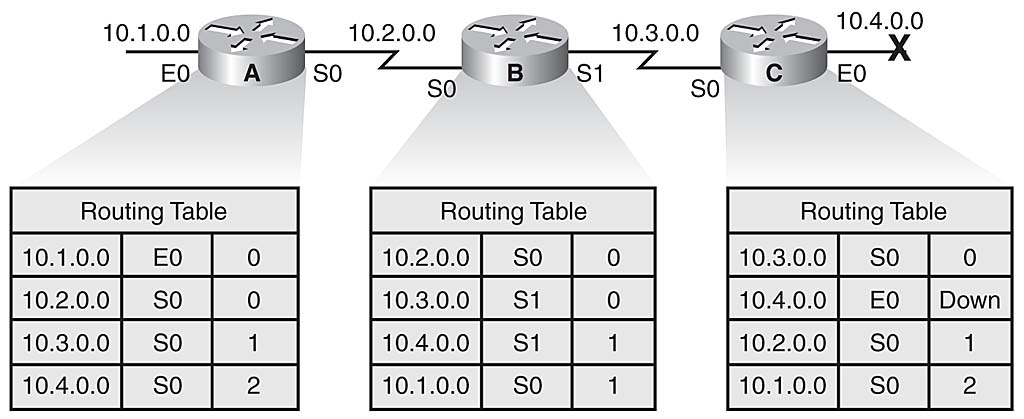 10.1.0.0 10.2.0.0 10.3.0.0 10.4.0.0
X
E0 A S0 S0 B S1 S0 C E0
Routing Table
10.1.0.0 E0 0
10.2.0.0 S0 0
10.3.0.0 S0 1
10.4.0.0 S0 2
Routing Table
10.2.0.0 S0 0
10.3.0.0 S1 0
10.4.0.0 S1 1
10.1.0.0 S0 1
Routing Table
10.3.0.0 S0 0
10.4.0.0 E0 Down
10.2.0.0 S0 1
10.1.0.0 S0 2